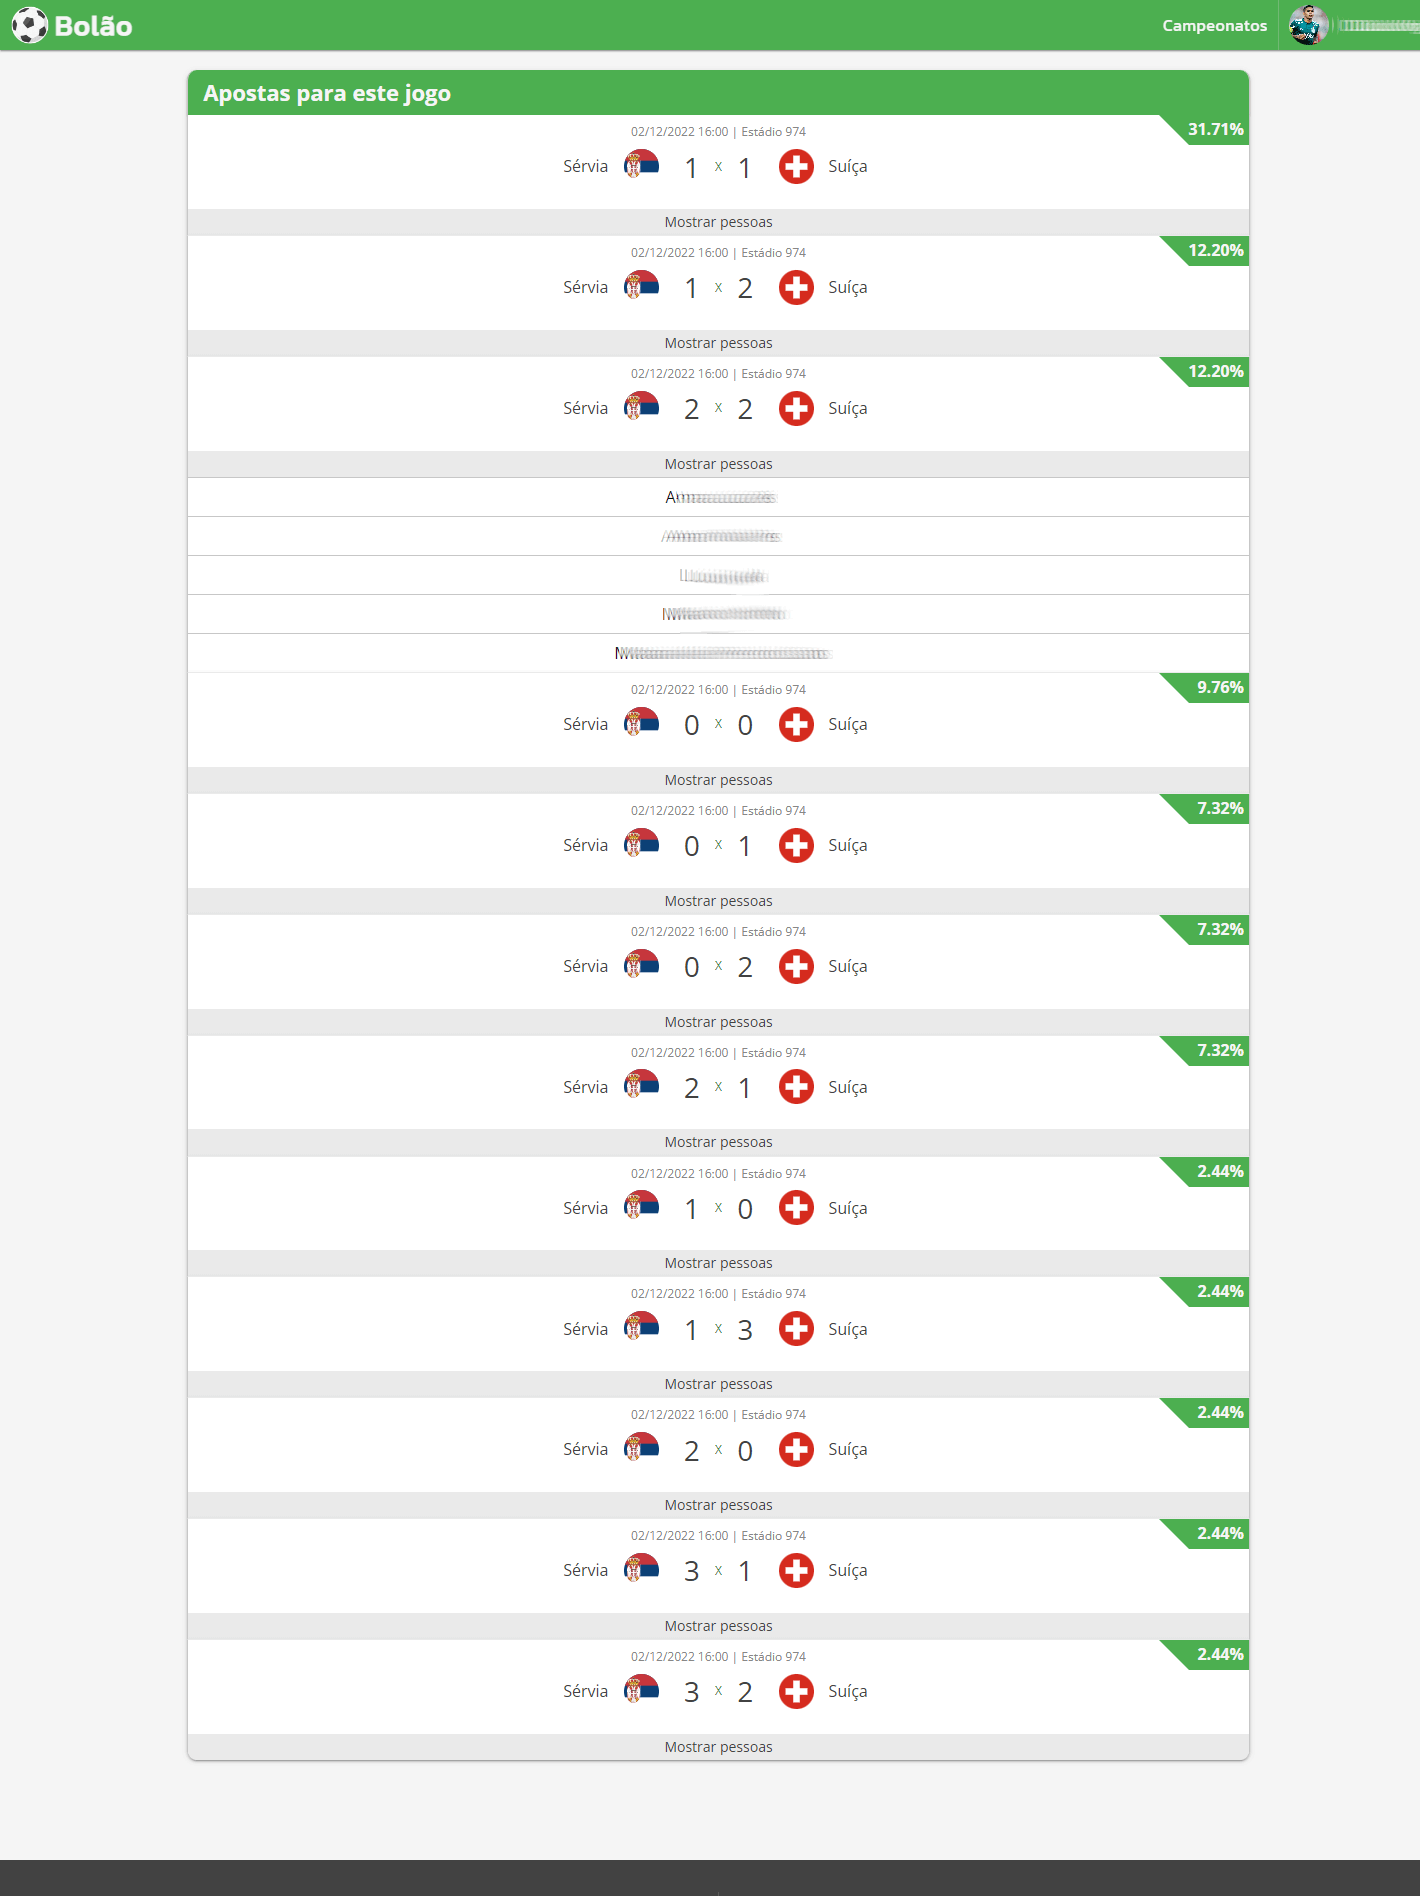 Bolão
Campeonatos
Apostas para este jogo
02/12/2022 16:00 | Estádio 974
31.71%
Sérvia 1 x 1 Suíça
Mostrar pessoas
02/12/2022 16:00 | Estádio 974
12.20%
Sérvia 1 x 2 Suíça
Mostrar pessoas
02/12/2022 16:00 | Estádio 974
12.20%
Sérvia 2 x 2 Suíça
Mostrar pessoas
02/12/2022 16:00 | Estádio 974
9.76%
Sérvia 0 x 0 Suíça
Mostrar pessoas
02/12/2022 16:00 | Estádio 974
7.32%
Sérvia 0 x 1 Suíça
Mostrar pessoas
02/12/2022 16:00 | Estádio 974
7.32%
Sérvia 0 x 2 Suíça
Mostrar pessoas
02/12/2022 16:00 | Estádio 974
7.32%
Sérvia 2 x 1 Suíça
Mostrar pessoas
02/12/2022 16:00 | Estádio 974
2.44%
Sérvia 1 x 0 Suíça
Mostrar pessoas
02/12/2022 16:00 | Estádio 974
2.44%
Sérvia 1 x 3 Suíça
Mostrar pessoas
02/12/2022 16:00 | Estádio 974
2.44%
Sérvia 2 x 0 Suíça
Mostrar pessoas
02/12/2022 16:00 | Estádio 974
2.44%
Sérvia 3 x 1 Suíça
Mostrar pessoas
02/12/2022 16:00 | Estádio 974
2.44%
Sérvia 3 x 2 Suíça
Mostrar pessoas